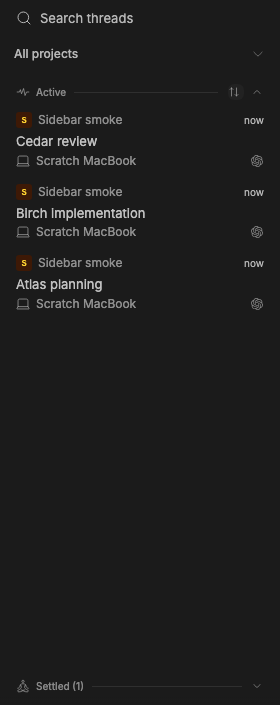 Search threads
All projects
Active
S Sidebar smoke now
Cedar review
Scratch MacBook
S Sidebar smoke now
Birch implementation
Scratch MacBook
S Sidebar smoke now
Atlas planning
Scratch MacBook
Settled (1)